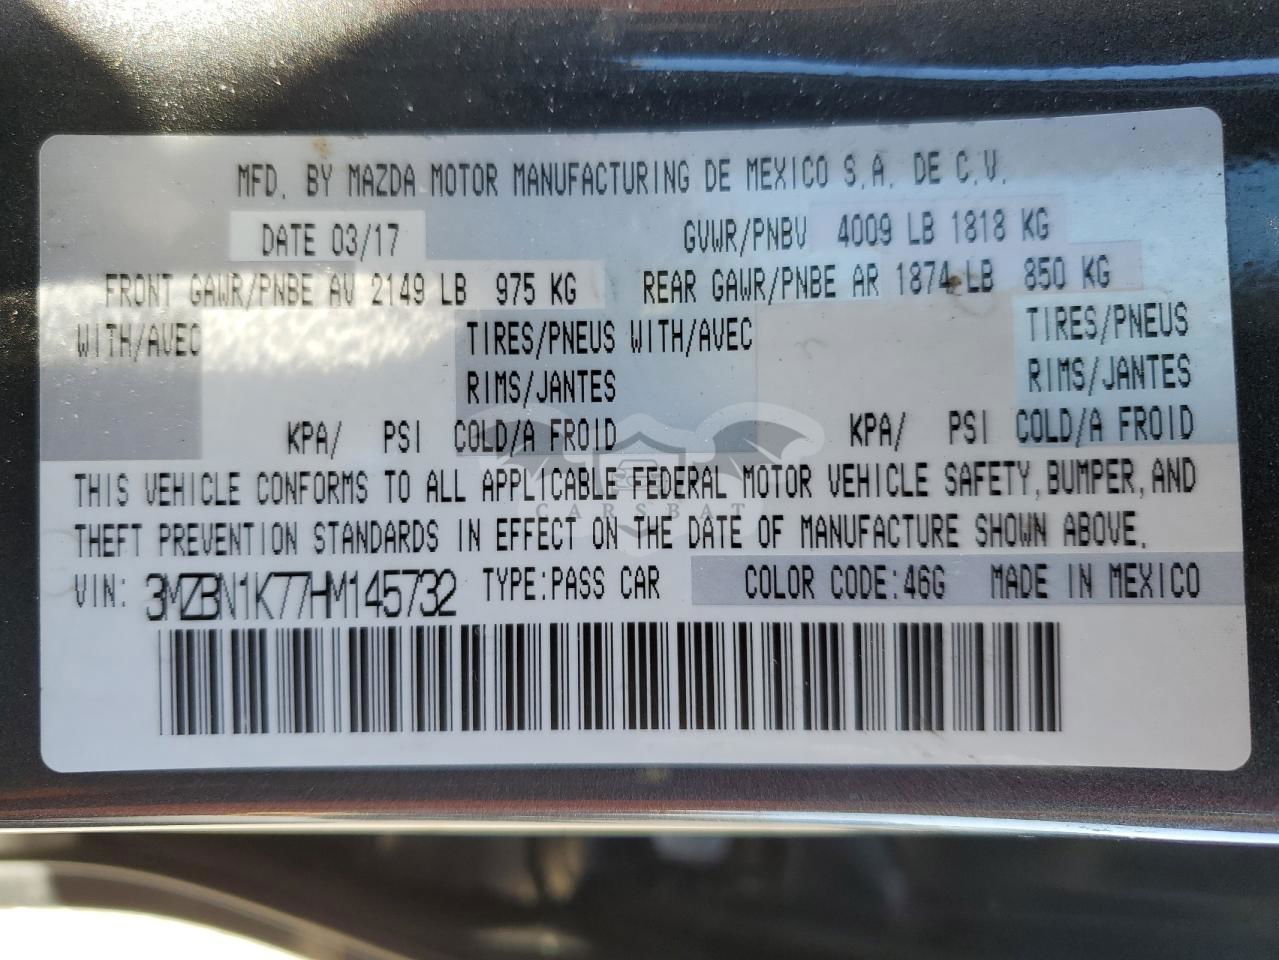 MFD. BY MAZDA MOTOR MANUFACTURING DE MEXICO S.A. DE C.V.
DATE 03/17 GVWR/PNBV 4009 LB 1818 KG
FRONT GAWR/PNBE AV 2149 LB 975 KG REAR GAWR/PNBE AR 1874 LB 850 KG
WITH/AVEC TIRES/PNEUS WITH/AVEC TIRES/PNEUS
RIMS/JANTES RIMS/JANTES
KPA/ PSI COLD/A FROID KPA/ PSI COLD/A FROID
THIS VEHICLE CONFORMS TO ALL APPLICABLE FEDERAL MOTOR VEHICLE SAFETY, BUMPER, AND
CARSBAT
THEFT PREVENTION STANDARDS IN EFFECT ON THE DATE OF MANUFACTURE SHOWN ABOVE.
VIN: 3MZBN1K77HM145732 TYPE:PASS CAR COLOR CODE:46G MADE IN MEXICO